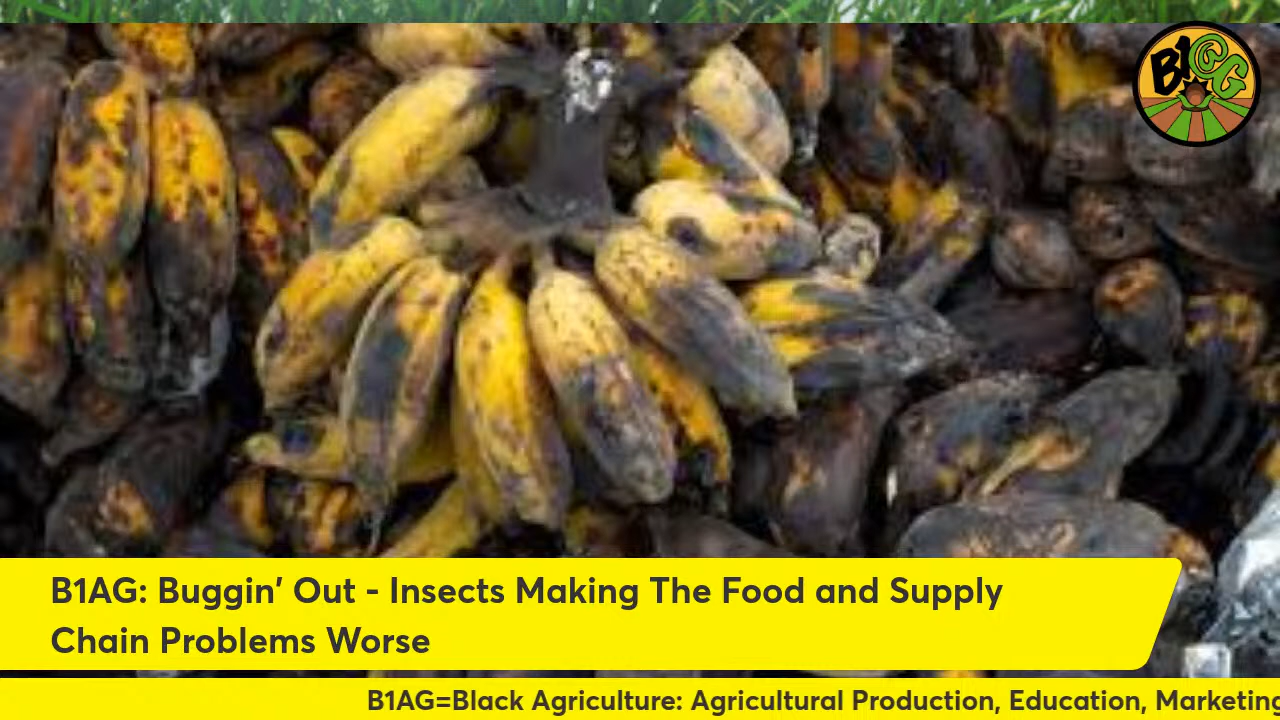 B1GG
B1AG: Buggin' Out - Insects Making The Food and Supply
Chain Problems Worse
B1AG=Black Agriculture: Agricultural Production, Education, Marketing